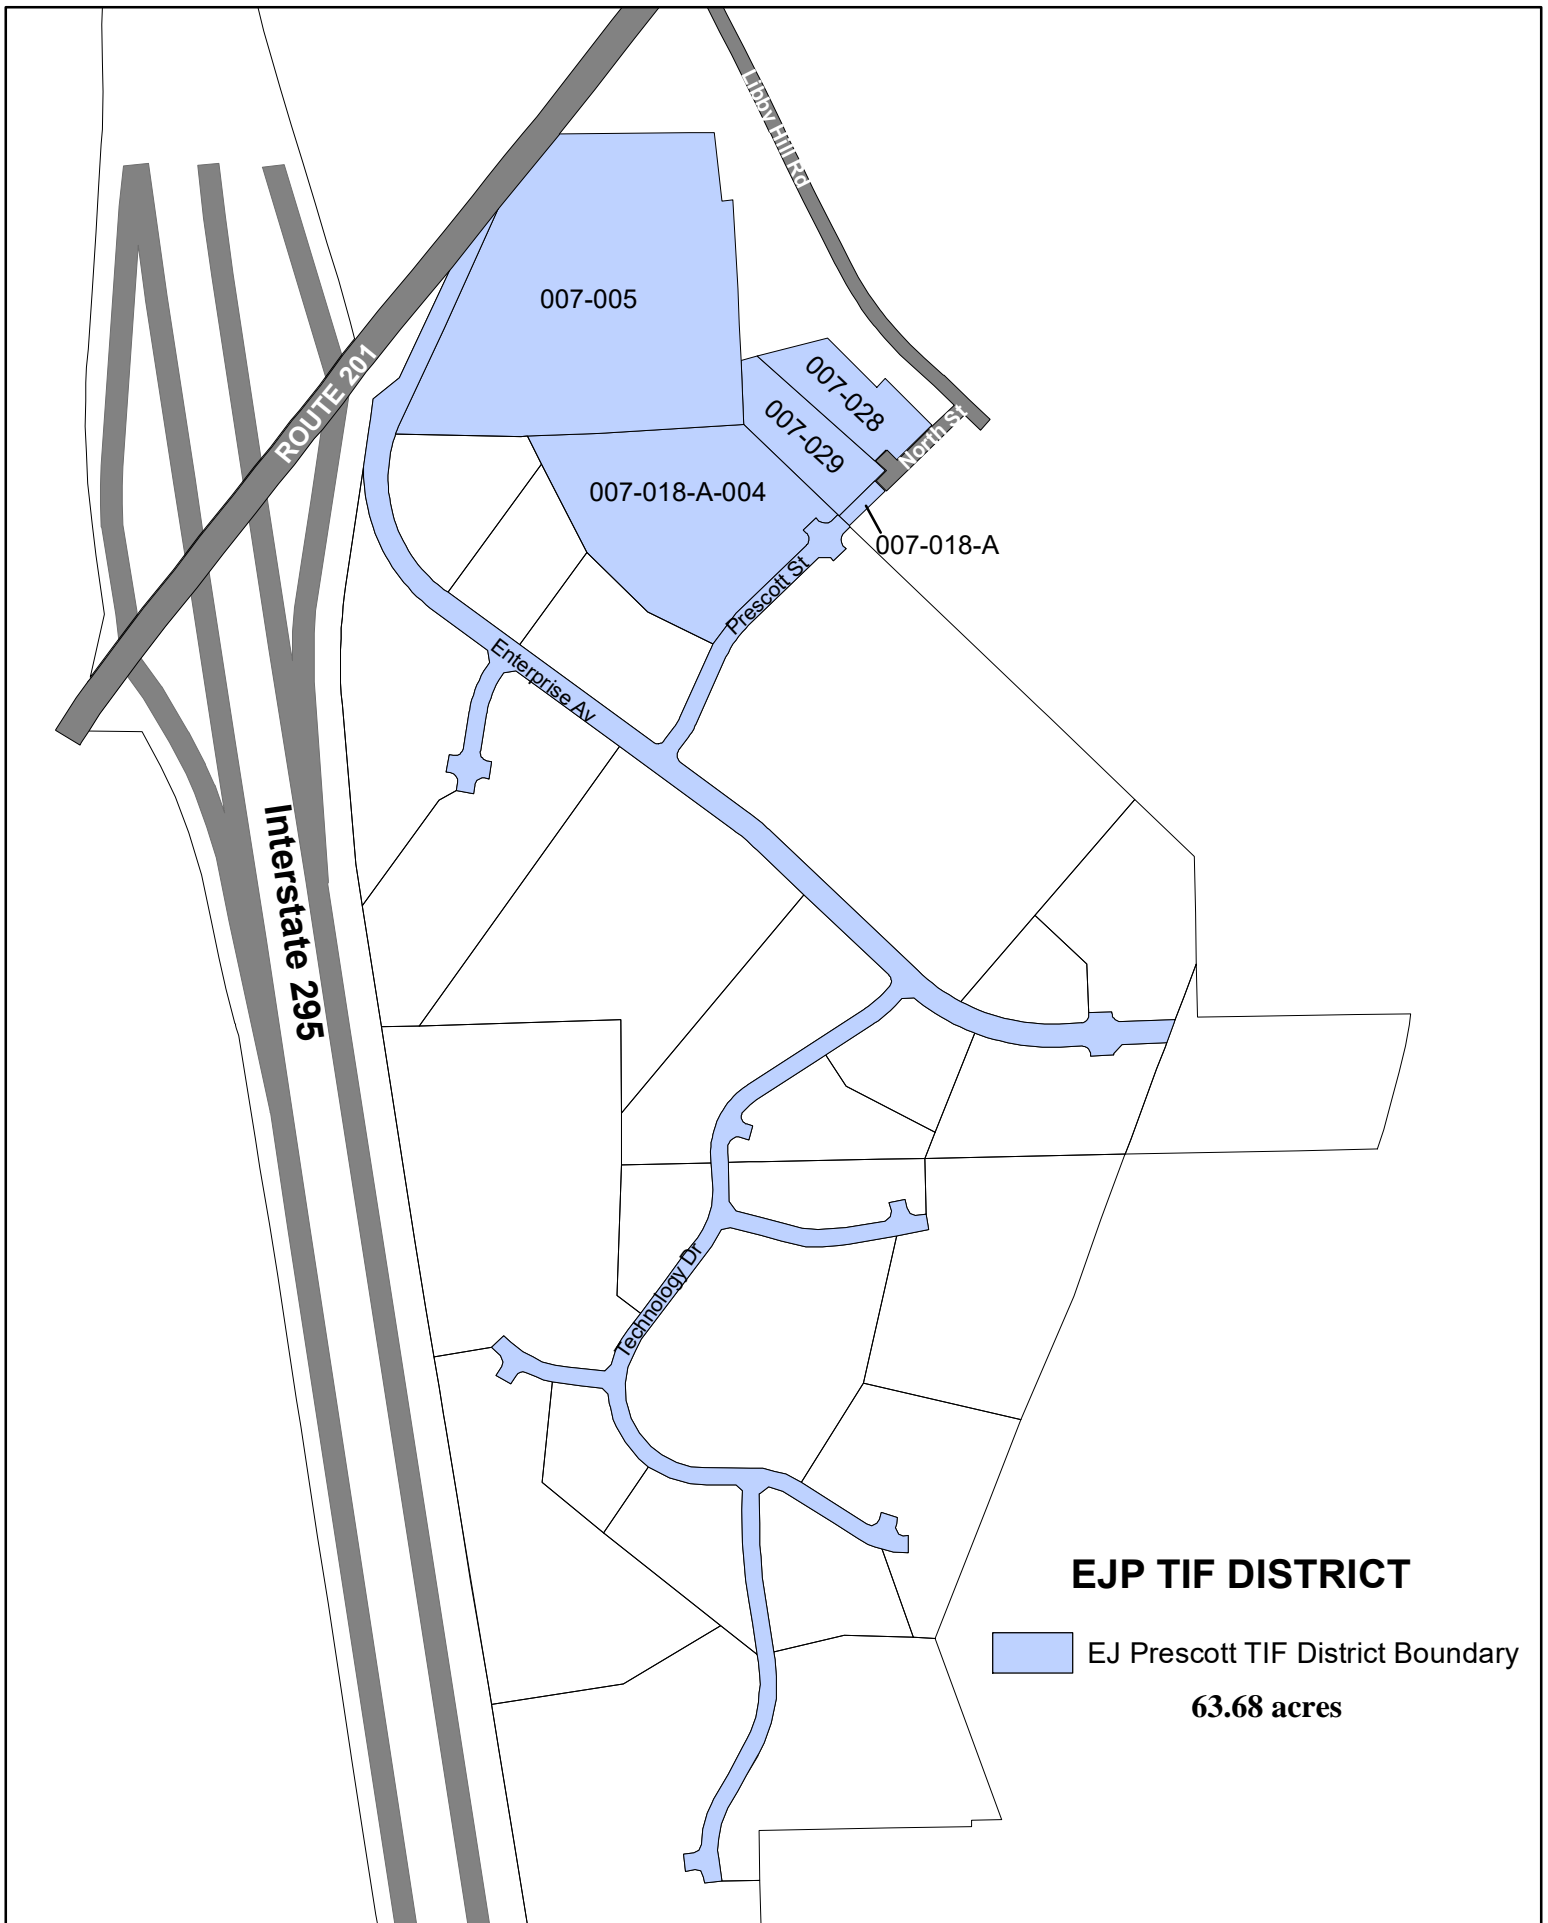 Libby Hill Rd
007-005
ROUTE 201
007-028
007-029
North St
007-018-A-004
007-018-A
Prescott St
Enterprise Av
Interstate 295
Technology Dr
EJP TIF DISTRICT
EJ Prescott TIF District Boundary
63.68 acres